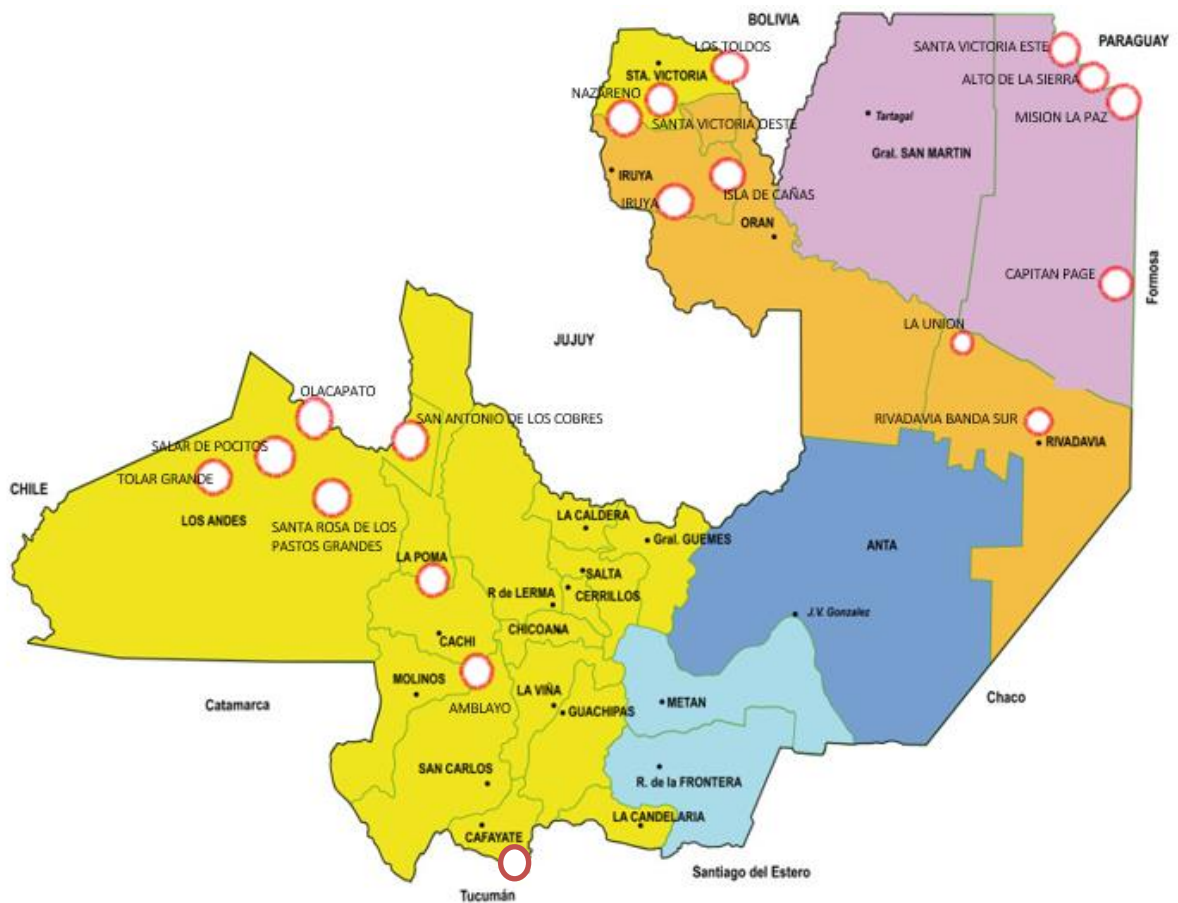 BOLIVIA
LOS TOLDOS
SANTA VICTORIA ESTE
PARAGUAY
STA. VICTORIA
ALTO DE LA SIERRA
NAZARENO
SANTA VICTORIA OESTE
Tartagal
MISION LA PAZ
Gral. SAN MARTIN
IRUYA
ISLA DE CAÑAS
IRUYA
ORAN
CAPITAN PAGE
Formosa
LA UNION
JUJUY
OLACAPATO
SAN ANTONIO DE LOS COBRES
RIVADAVIA BANDA SUR
RIVADAVIA
SALAR DE POCITOS
TOLAR GRANDE
CHILE
LOS ANDES
SANTA ROSA DE LOS
PASTOS GRANDES
LA CALDERA
Gral. GUEMES
ANTA
LA POMA
SALTA
R de LERMA
CERRILLOS
J.V. Gonzalez
CHICOANA
CACHI
MOLINOS
LA VIÑA
METAN
Catamarca
AMBLAYO
GUACHIPAS
Chaco
SAN CARLOS
R. de la FRONTERA
LA CANDELARIA
CAFAYATE
Santiago del Estero
Tucumán